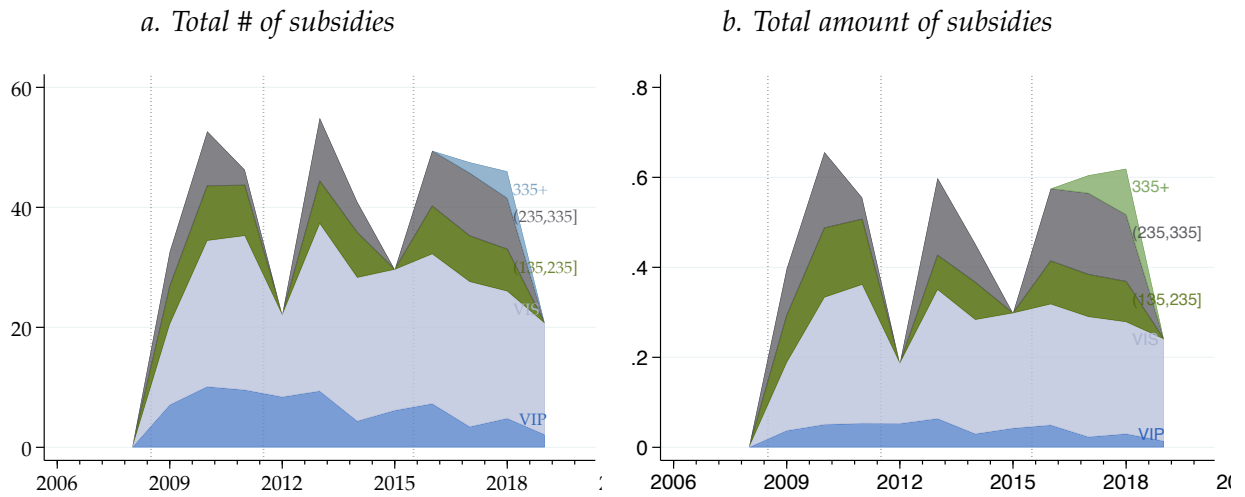 a. Total # of subsidies
60
40
20
0
335+
(235,335]
(135,235]
VIS
VIP
2006 2009 2012 2015 2018
b. Total amount of subsidies
.8
.6
.4
.2
0
335+
(235,335]
(135,235]
VIS
VIP
2006 2009 2012 2015 2018